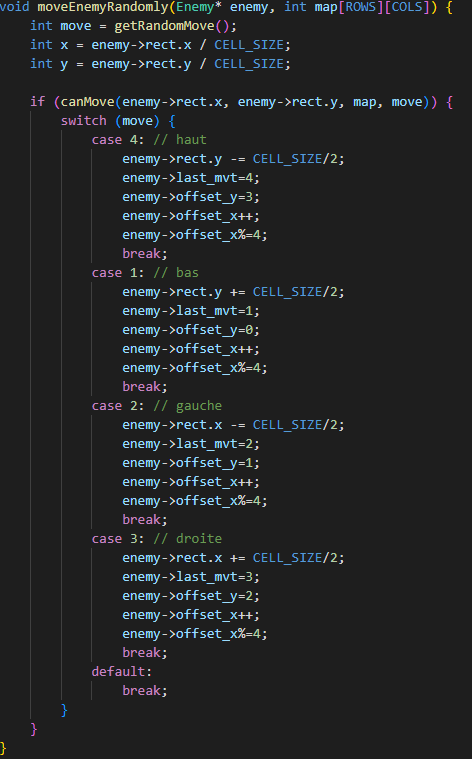 void moveEnemyRandomly(Enemy* enemy, int map[ROWS][COLS]) {
    int move = getRandomMove();
    int x = enemy->rect.x / CELL_SIZE;
    int y = enemy->rect.y / CELL_SIZE;

    if (canMove(enemy->rect.x, enemy->rect.y, map, move)) {
        switch (move) {
            case 4: // haut
                enemy->rect.y -= CELL_SIZE/2;
                enemy->last_mvt=4;
                enemy->offset_y=3;
                enemy->offset_x++;
                enemy->offset_x%=4;
                break;
            case 1: // bas
                enemy->rect.y += CELL_SIZE/2;
                enemy->last_mvt=1;
                enemy->offset_y=0;
                enemy->offset_x++;
                enemy->offset_x%=4;
                break;
            case 2: // gauche
                enemy->rect.x -= CELL_SIZE/2;
                enemy->last_mvt=2;
                enemy->offset_y=1;
                enemy->offset_x++;
                enemy->offset_x%=4;
                break;
            case 3: // droite
                enemy->rect.x += CELL_SIZE/2;
                enemy->last_mvt=3;
                enemy->offset_y=2;
                enemy->offset_x++;
                enemy->offset_x%=4;
                break;
            default:
                break;
        }
    }
}